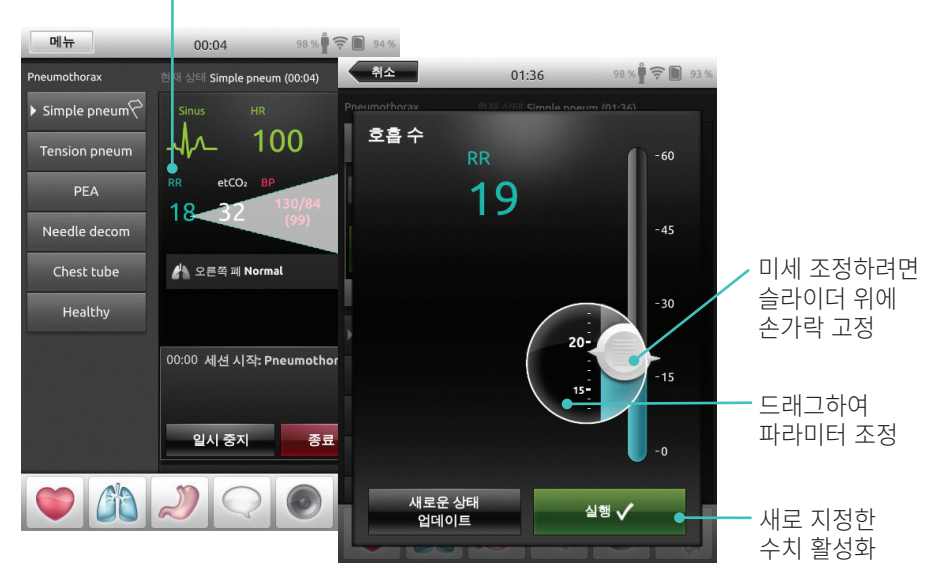 메뉴
00:04
98 %
94 %
Pneumothorax
현재 상태 Simple pneum (00:04)
Simple pneum
Tension pneum
PEA
Needle decom
Chest tube
Healthy
Sinus
HR
100
RR
etCO₂
BP
18
32
130/84
(99)
오른쪽 폐 Normal
00:00 세션 시작: Pneumothor
일시 중지
종료
취소
01:36
98 %
93 %
Pneumothorax
현재 상태 Simple pneum (01:36)
호흡 수
RR
19
-60
-45
-30
-15
-0
20-
15-
새로운 상태
업데이트
실행
미세 조정하려면
슬라이더 위에
손가락 고정
드래그하여
파라미터 조정
새로 지정한
수치 활성화